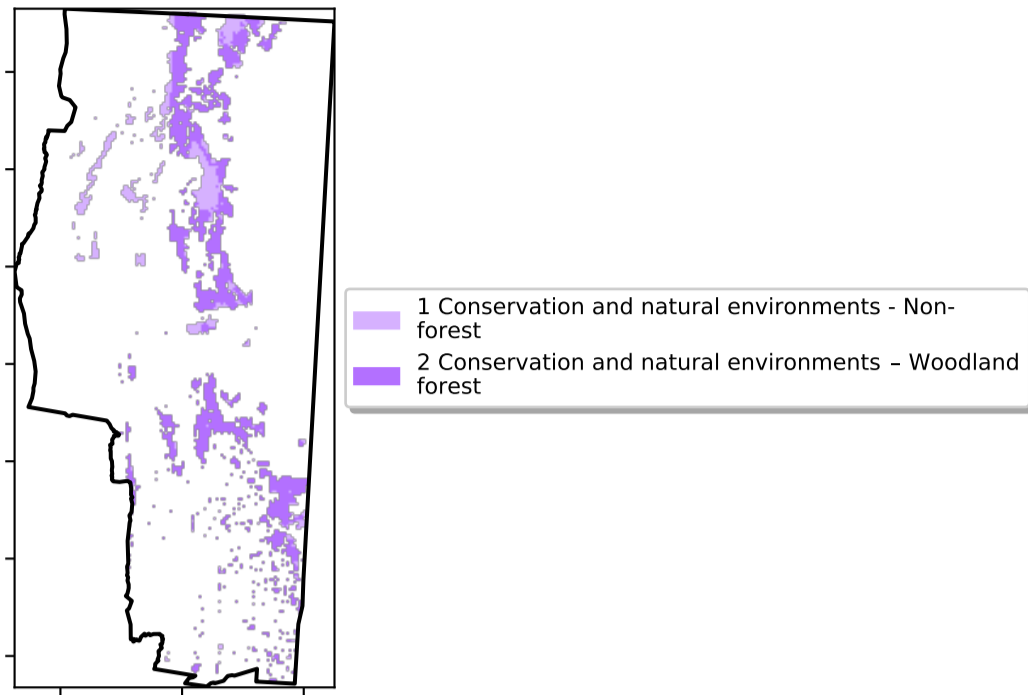 1 Conservation and natural environments - Non-
forest
2 Conservation and natural environments – Woodland
forest